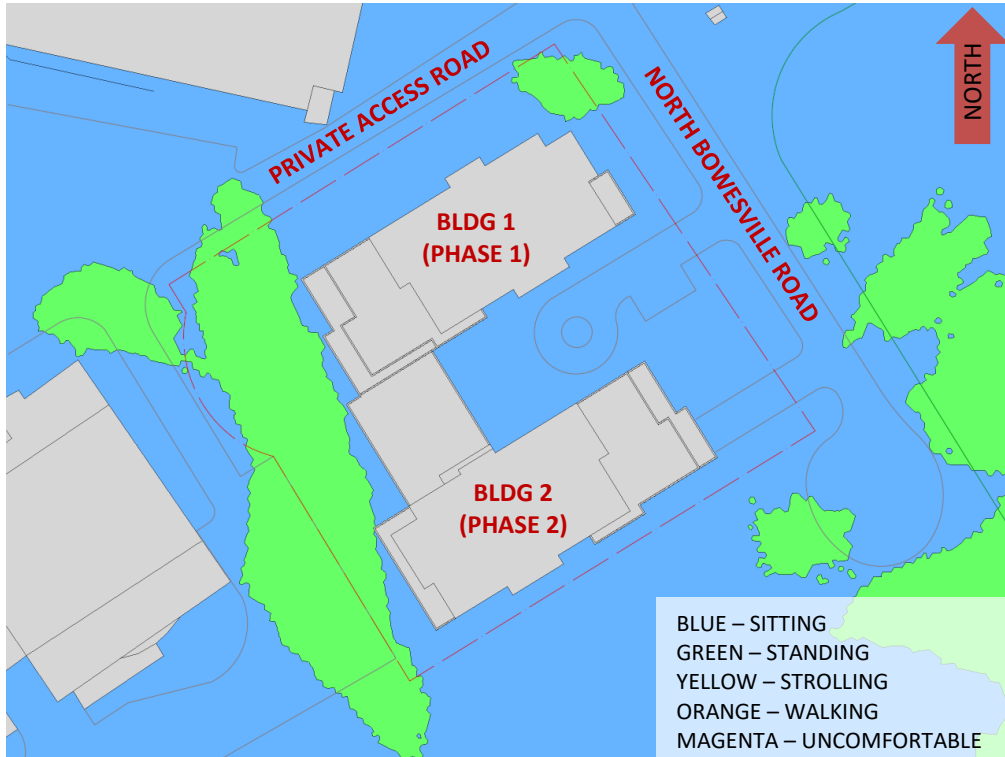 PRIVATE ACCESS ROAD
NORTH BOWESVILLE ROAD
NORTH
BLDG 1
(PHASE 1)
BLDG 2
(PHASE 2)
BLUE – SITTING
GREEN – STANDING
YELLOW – STROLLING
ORANGE – WALKING
MAGENTA – UNCOMFORTABLE